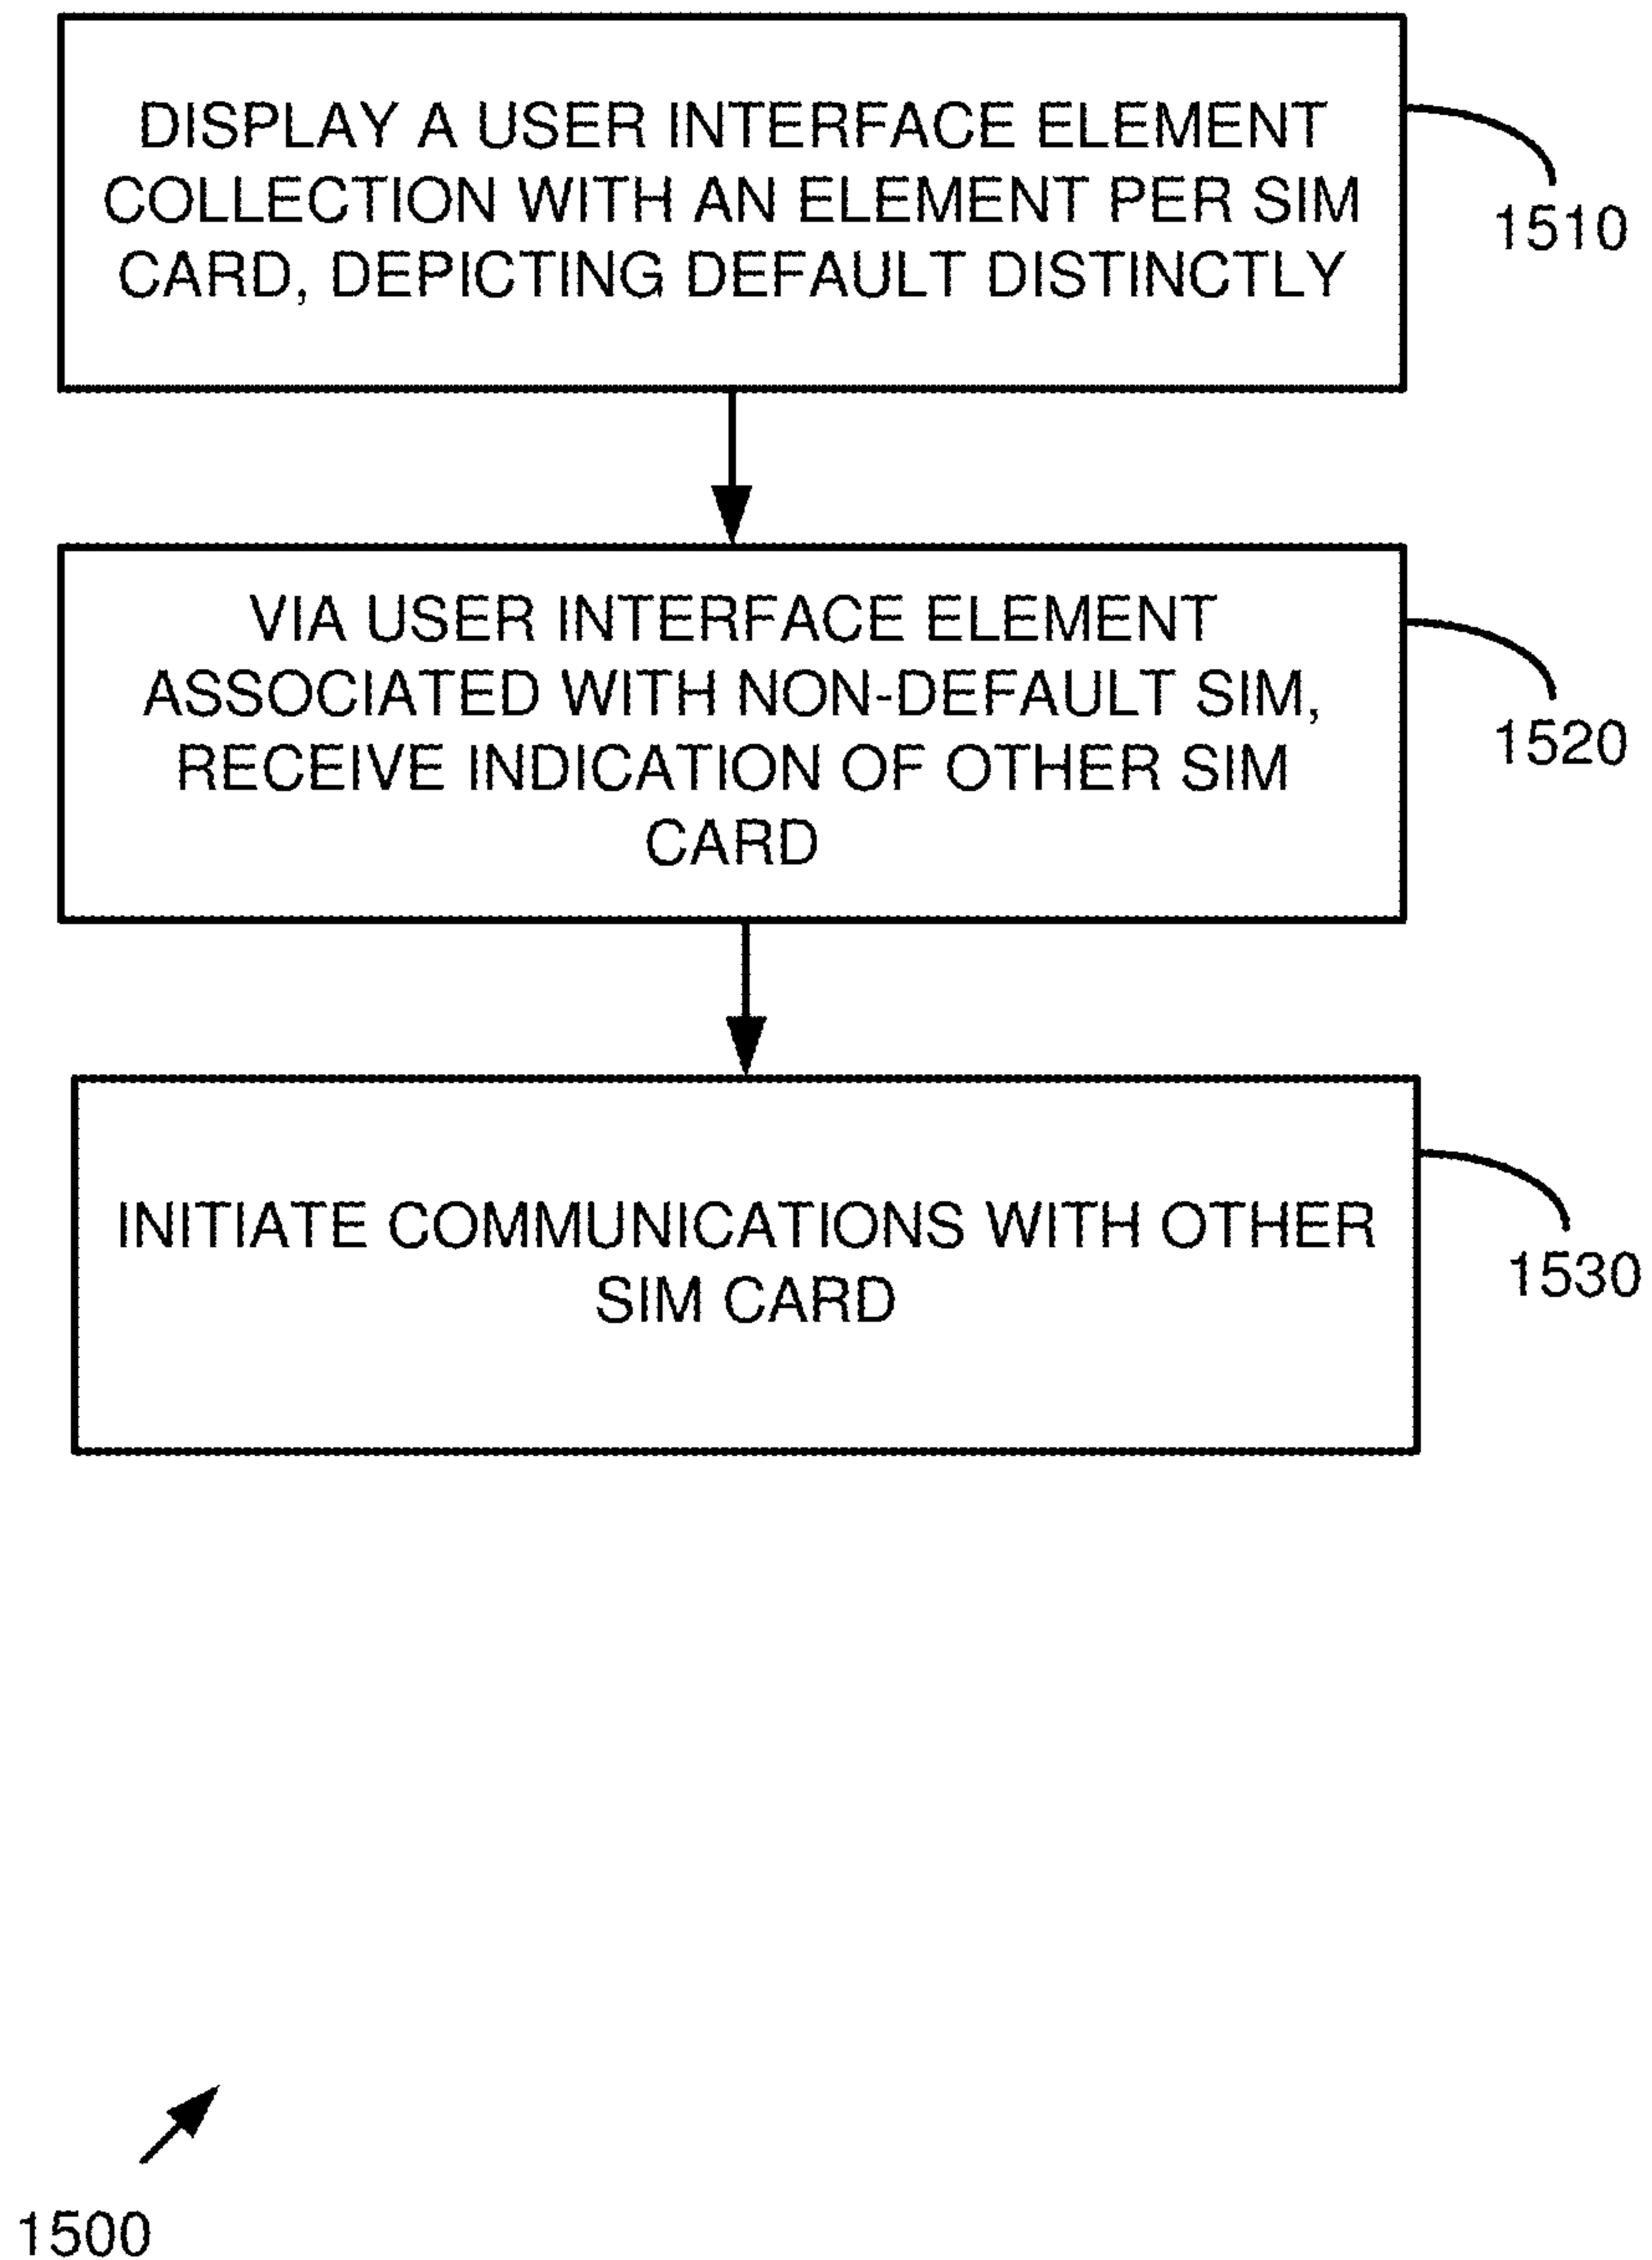 DISPLAY A USER INTERFACE ELEMENT
COLLECTION WITH AN ELEMENT PER SIM
CARD, DEPICTING DEFAULT DISTINCTLY
1510
VIA USER INTERFACE ELEMENT
ASSOCIATED WITH NON-DEFAULT SIM,
RECEIVE INDICATION OF OTHER SIM
CARD
1520
INITIATE COMMUNICATIONS WITH OTHER
SIM CARD
1530
1500